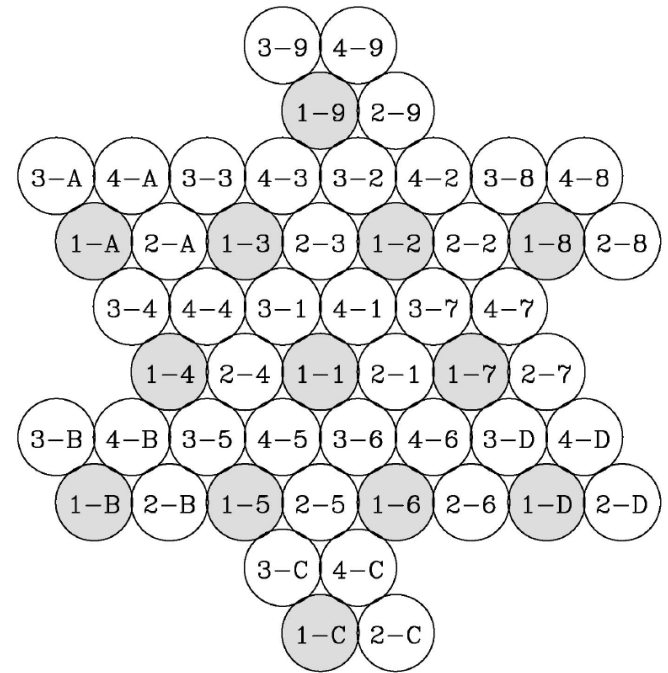 3-9 4-9
1-9 2-9
3-A 4-A 3-3 4-3 3-2 4-2 3-8 4-8
1-A 2-A 1-3 2-3 1-2 2-2 1-8 2-8
3-4 4-4 3-1 4-1 3-7 4-7
1-4 2-4 1-1 2-1 1-7 2-7
3-B 4-B 3-5 4-5 3-6 4-6 3-D 4-D
1-B 2-B 1-5 2-5 1-6 2-6 1-D 2-D
3-C 4-C
1-C 2-C